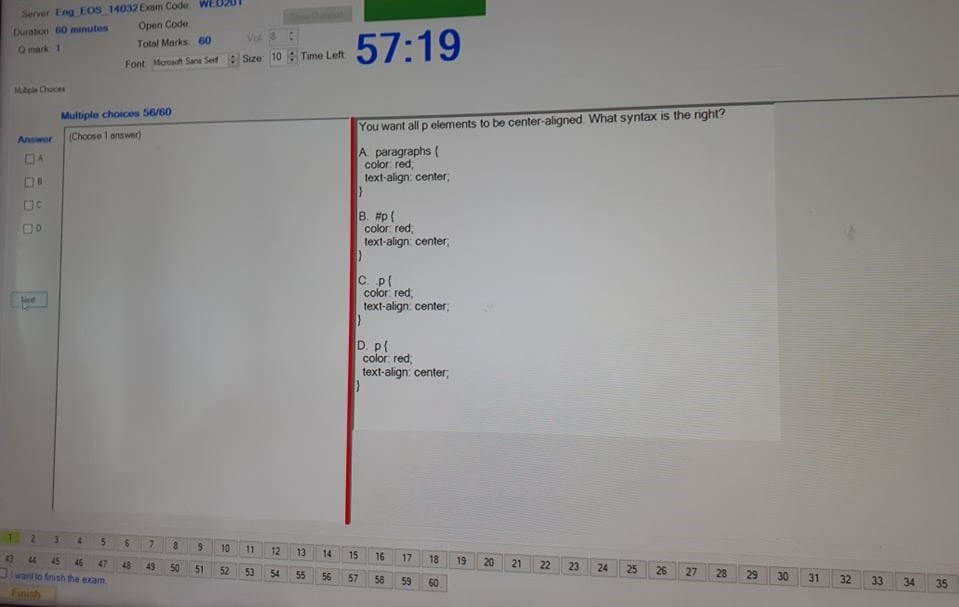 Server: Eng_EOS_14032 Exam Code: WED201
Duration: 60 minutes Open Code:
Q mark: 1 Total Marks: 60 Vol: 8
Font: Microsoft Sans Serif Size: 10 Time Left: 57:19
Multiple Choices
Multiple choices 56/60
Answer (Choose 1 answer)
A
B
C
D
Next
You want all p elements to be center-aligned. What syntax is the right?
A. paragraphs {
color: red;
text-align: center;
}
B. #p {
color: red;
text-align: center;
}
C. .p {
color: red;
text-align: center;
}
D. p {
color: red;
text-align: center;
}
1 2 3 4 5 6 7 8 9 10 11 12 13 14 15 16 17 18 19 20 21 22 23 24 25 26 27 28 29 30 31 32 33 34 35
43 44 45 46 47 48 49 50 51 52 53 54 55 56 57 58 59 60
I want to finish the exam.
Finish